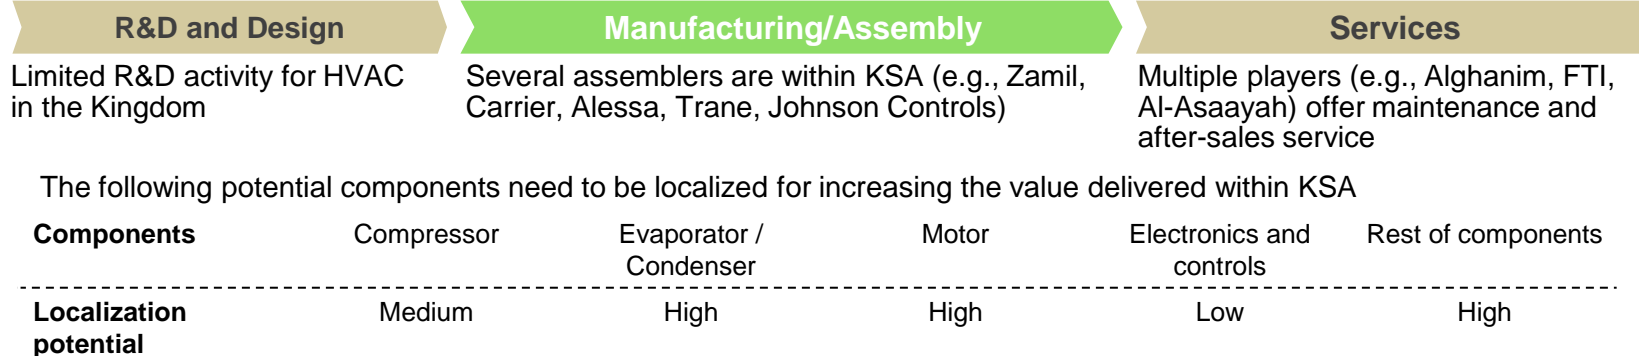 R&D and Design
Manufacturing/Assembly
Services
Limited R&D activity for HVAC
in the Kingdom
Several assemblers are within KSA (e.g., Zamil,
Carrier, Alessa, Trane, Johnson Controls)
Multiple players (e.g., Alghanim, FTI,
Al-Asaayah) offer maintenance and
after-sales service
The following potential components need to be localized for increasing the value delivered within KSA
Components
Compressor
Evaporator /
Condenser
Motor
Electronics and
controls
Rest of components
Localization
potential
Medium
High
High
Low
High